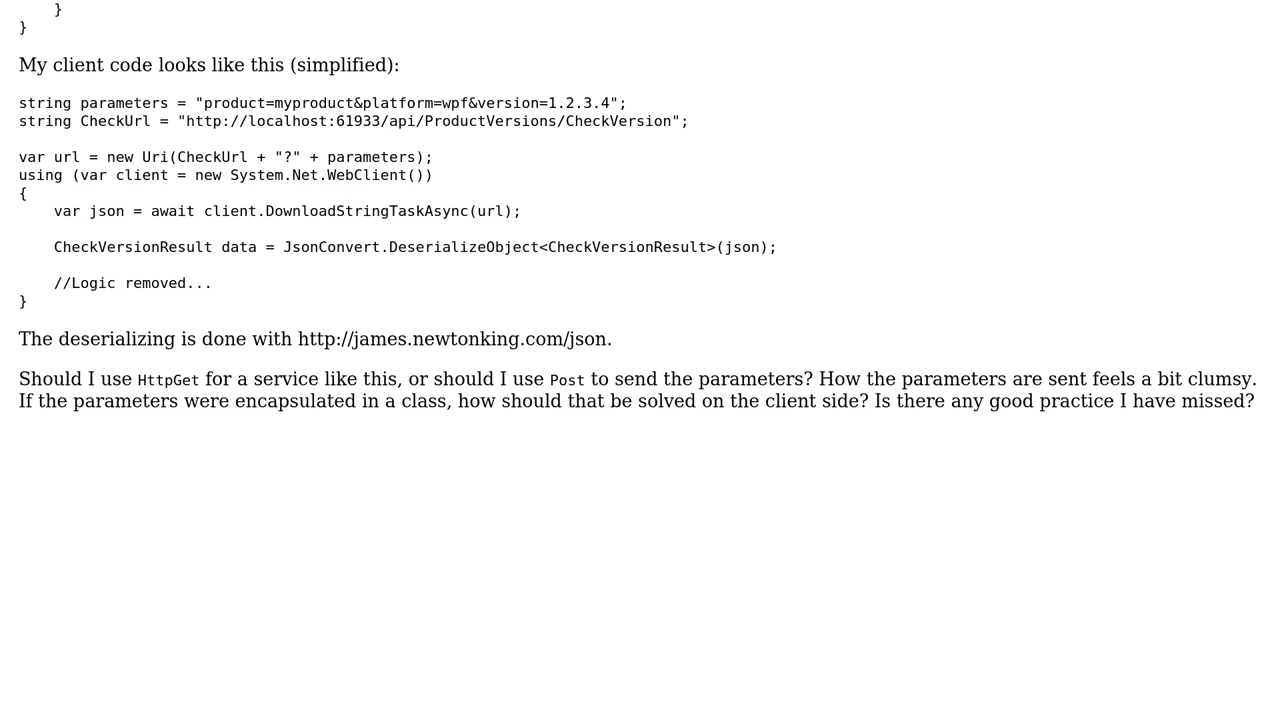 }
}
My client code looks like this (simplified):
string parameters = "product=myproduct&platform=wpf&version=1.2.3.4";
string CheckUrl = "http://localhost:61933/api/ProductVersions/CheckVersion";
var url = new Uri(CheckUrl + "?" + parameters);
using (var client = new System.Net.WebClient())
{
    var json = await client.DownloadStringTaskAsync(url);
    CheckVersionResult data = JsonConvert.DeserializeObject<CheckVersionResult>(json);
    //Logic removed...
}
The deserializing is done with http://james.newtonking.com/json.
Should I use HttpGet for a service like this, or should I use Post to send the parameters? How the parameters are sent feels a bit clumsy.
If the parameters were encapsulated in a class, how should that be solved on the client side? Is there any good practice I have missed?